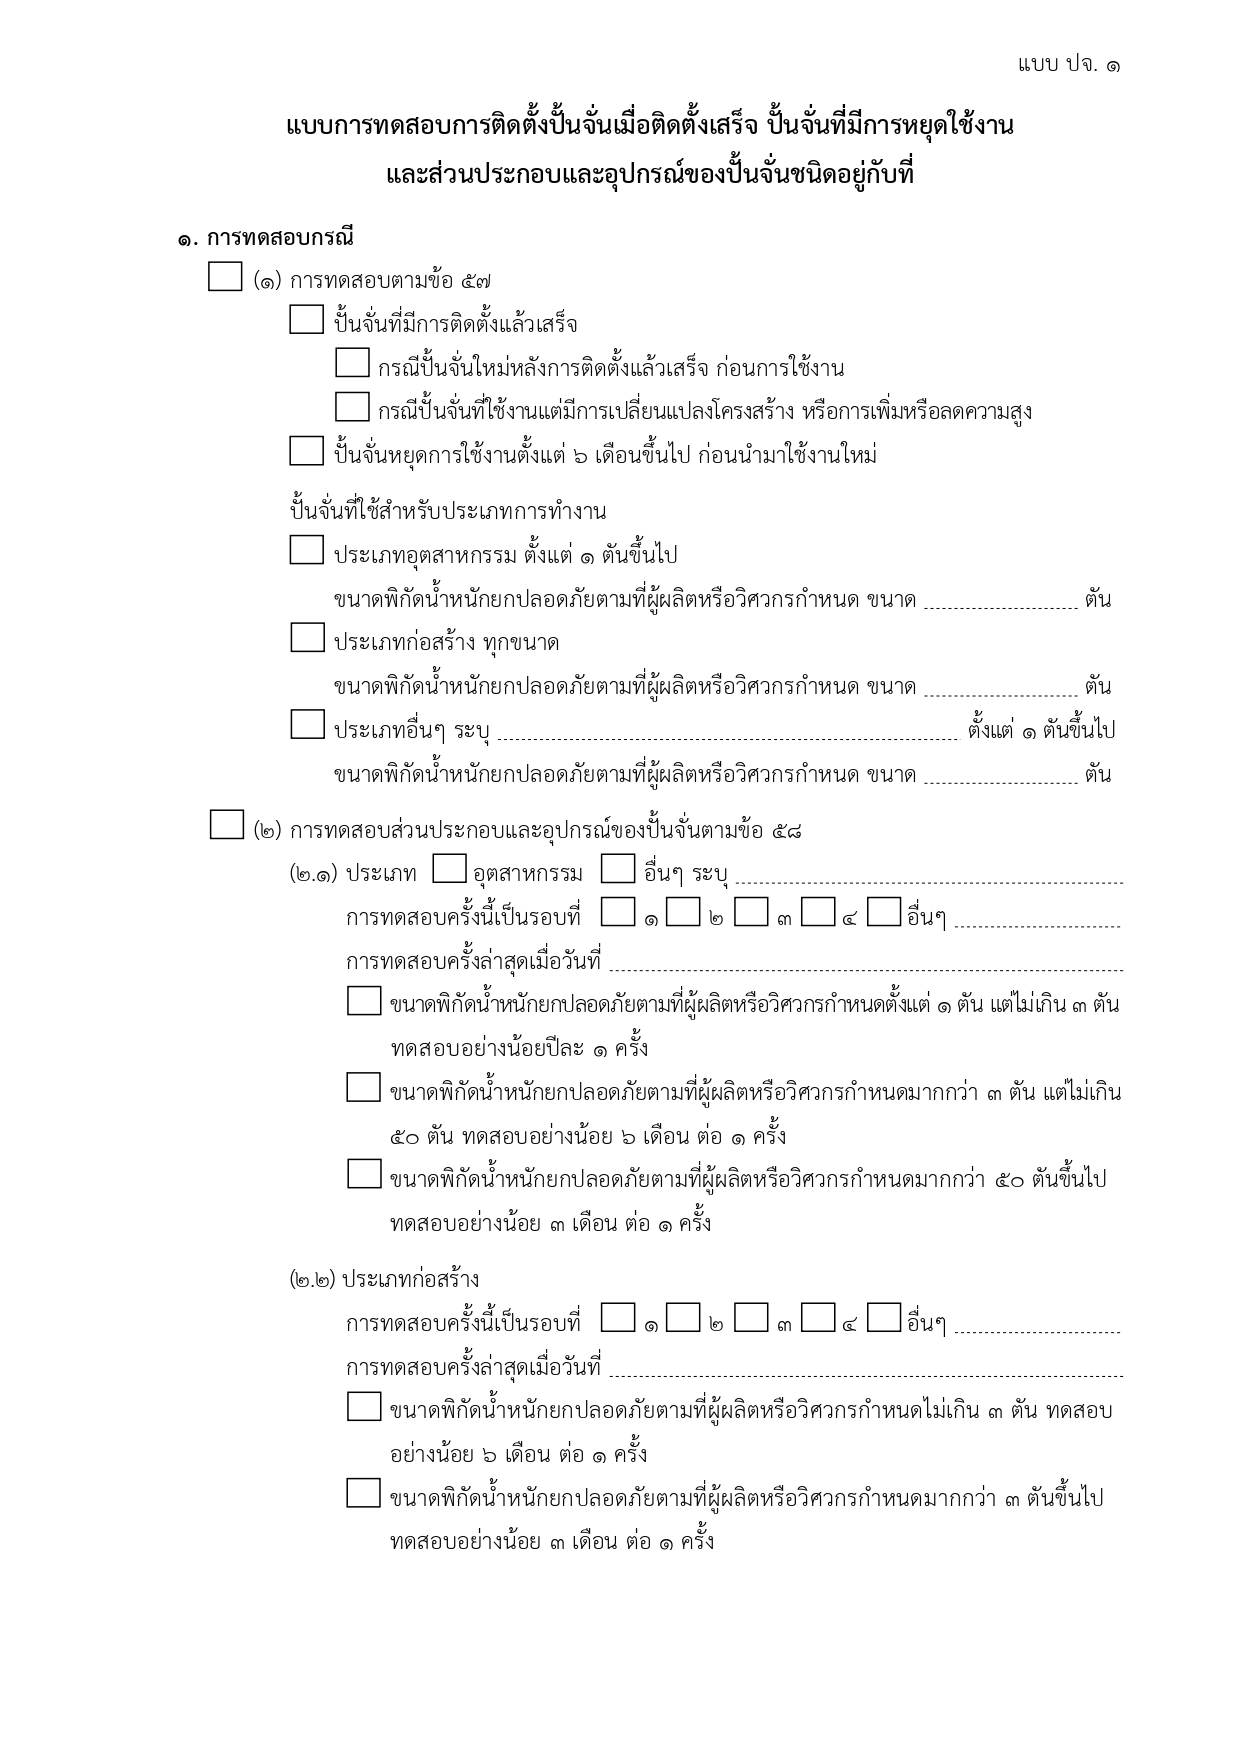 แบบ ปจ. ๑
แบบการทดสอบการติดตั้งปั้นจั่นเมื่อติดตั้งเสร็จ ปั้นจั่นที่มีการหยุดใช้งาน
และส่วนประกอบและอุปกรณ์ของปั้นจั่นชนิดอยู่กับที่
๑. การทดสอบกรณี
(๑) การทดสอบตามข้อ ๕๗
ปั้นจั่นที่มีการติดตั้งแล้วเสร็จ
กรณีปั้นจั่นใหม่หลังการติดตั้งแล้วเสร็จ ก่อนการใช้งาน
กรณีปั้นจั่นที่ใช้งานแต่มีการเปลี่ยนแปลงโครงสร้าง หรือการเพิ่มหรือลดความสูง
ปั้นจั่นหยุดการใช้งานตั้งแต่ ๖ เดือนขึ้นไป ก่อนนำมาใช้งานใหม่
ปั้นจั่นที่ใช้สำหรับประเภทการทำงาน
ประเภทอุตสาหกรรม ตั้งแต่ ๑ ตันขึ้นไป
ขนาดพิกัดน้ำหนักยกปลอดภัยตามที่ผู้ผลิตหรือวิศวกรกำหนด ขนาด ตัน
ประเภทก่อสร้าง ทุกขนาด
ขนาดพิกัดน้ำหนักยกปลอดภัยตามที่ผู้ผลิตหรือวิศวกรกำหนด ขนาด ตัน
ประเภทอื่นๆ ระบุ ตั้งแต่ ๑ ตันขึ้นไป
ขนาดพิกัดน้ำหนักยกปลอดภัยตามที่ผู้ผลิตหรือวิศวกรกำหนด ขนาด ตัน
(๒) การทดสอบส่วนประกอบและอุปกรณ์ของปั้นจั่นตามข้อ ๕๘
(๒.๑) ประเภท อุตสาหกรรม อื่นๆ ระบุ
การทดสอบครั้งนี้เป็นรอบที่ ๑ ๒ ๓ ๔ อื่นๆ
การทดสอบครั้งล่าสุดเมื่อวันที่
ขนาดพิกัดน้ำหนักยกปลอดภัยตามที่ผู้ผลิตหรือวิศวกรกำหนดตั้งแต่ ๑ ตัน แต่ไม่เกิน ๓ ตัน
ทดสอบอย่างน้อยปีละ ๑ ครั้ง
ขนาดพิกัดน้ำหนักยกปลอดภัยตามที่ผู้ผลิตหรือวิศวกรกำหนดมากกว่า ๓ ตัน แต่ไม่เกิน
๕๐ ตัน ทดสอบอย่างน้อย ๖ เดือน ต่อ ๑ ครั้ง
ขนาดพิกัดน้ำหนักยกปลอดภัยตามที่ผู้ผลิตหรือวิศวกรกำหนดมากกว่า ๕๐ ตันขึ้นไป
ทดสอบอย่างน้อย ๓ เดือน ต่อ ๑ ครั้ง
(๒.๒) ประเภทก่อสร้าง
การทดสอบครั้งนี้เป็นรอบที่ ๑ ๒ ๓ ๔ อื่นๆ
การทดสอบครั้งล่าสุดเมื่อวันที่
ขนาดพิกัดน้ำหนักยกปลอดภัยตามที่ผู้ผลิตหรือวิศวกรกำหนดไม่เกิน ๓ ตัน ทดสอบ
อย่างน้อย ๖ เดือน ต่อ ๑ ครั้ง
ขนาดพิกัดน้ำหนักยกปลอดภัยตามที่ผู้ผลิตหรือวิศวกรกำหนดมากกว่า ๓ ตันขึ้นไป
ทดสอบอย่างน้อย ๓ เดือน ต่อ ๑ ครั้ง